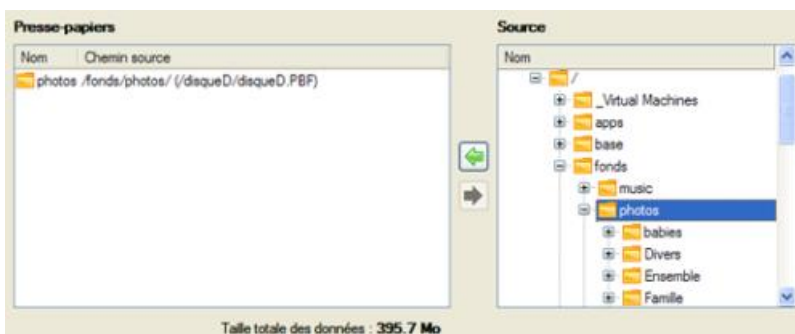 Presse-papiers
Nom Chemin source
photos /fonds/photos/ (/disqueD/disqueD.PBF)
Source
Nom
/
_Virtual Machines
apps
base
fonds
music
photos
babies
Divers
Ensemble
Famille
Taille totale des données : 395.7 Mo